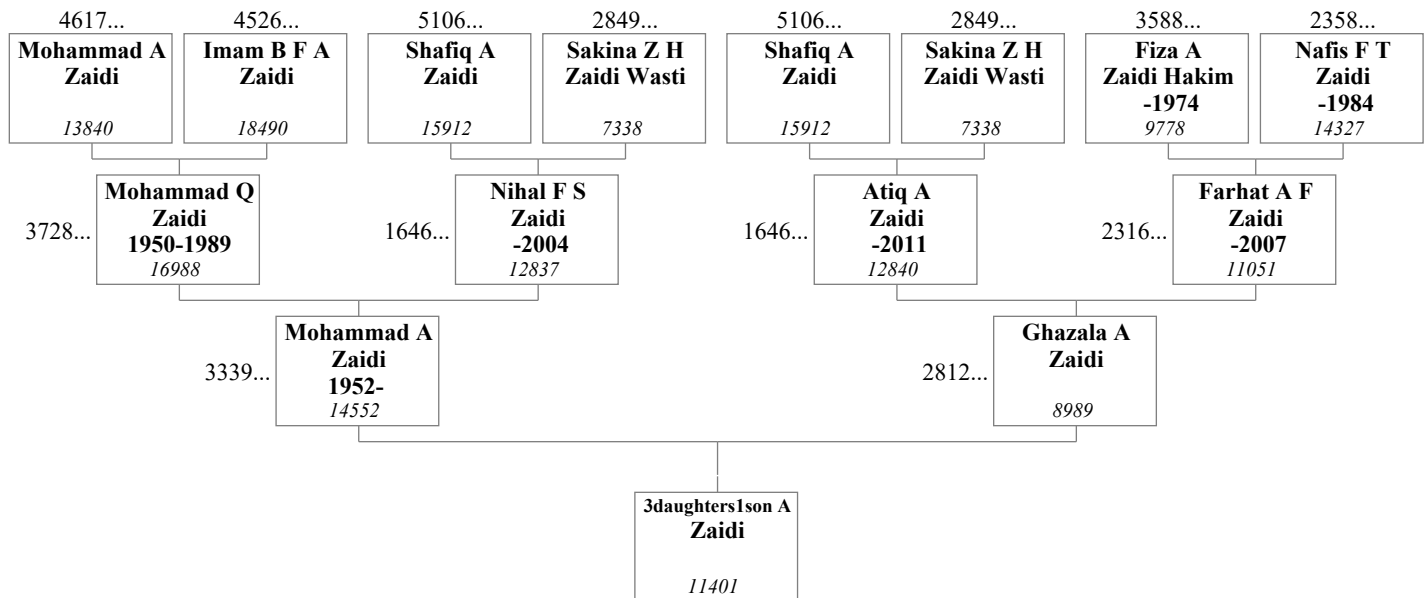 4617...
4526...
5106...
2849...
5106...
2849...
3588...
2358...
Mohammad A
Zaidi
13840
Imam B F A
Zaidi
18490
Shafiq A
Zaidi
15912
Sakina Z H
Zaidi Wasti
7338
Shafiq A
Zaidi
15912
Sakina Z H
Zaidi Wasti
7338
Fiza A
Zaidi Hakim
-1974
9778
Nafis F T
Zaidi
-1984
14327
3728...
Mohammad Q
Zaidi
1950-1989
16988
1646...
Nihal F S
Zaidi
-2004
12837
1646...
Atiq A
Zaidi
-2011
12840
2316...
Farhat A F
Zaidi
-2007
11051
3339...
Mohammad A
Zaidi
1952-
14552
2812...
Ghazala A
Zaidi
8989
3daughters1son A
Zaidi
11401